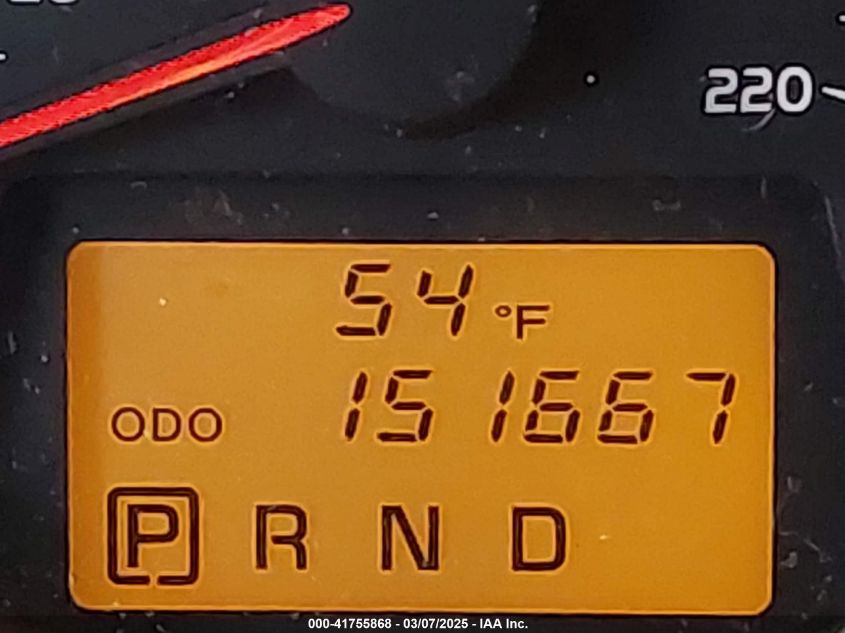 220
54 °F
ODO 151667
P R N D
000-41755868 - 03/07/2025 - IAA Inc.